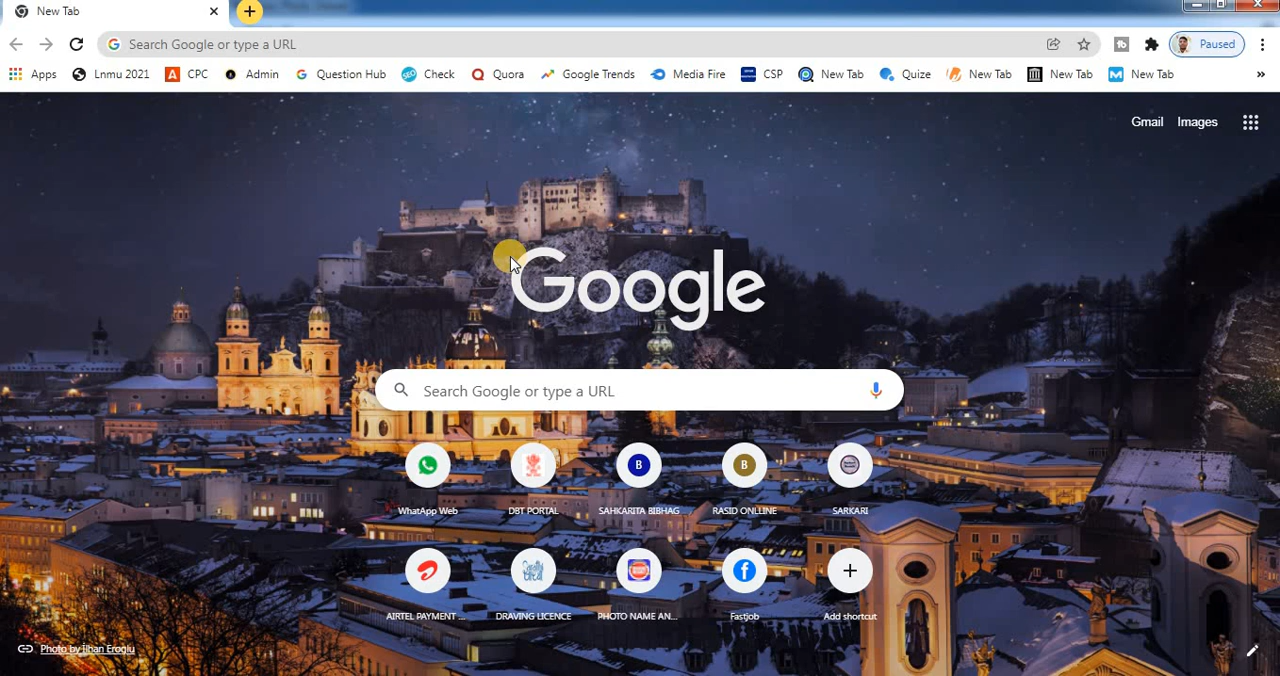 New Tab
Search Google or type a URL
Paused
Apps Lnmu 2021 CPC Admin Question Hub Check Quora Google Trends Media Fire CSP New Tab Quize New Tab New Tab New Tab »
Gmail Images
Google
Search Google or type a URL
WhatApp Web DBT PORTAL SAHKARITA BIBHAG RASID ONLLINE SARKARI
AIRTEL PAYMENT ... DRAVING LICENCE PHOTO NAME AN... Fastjob Add shortcut
Photo by Ilhan Eroglu